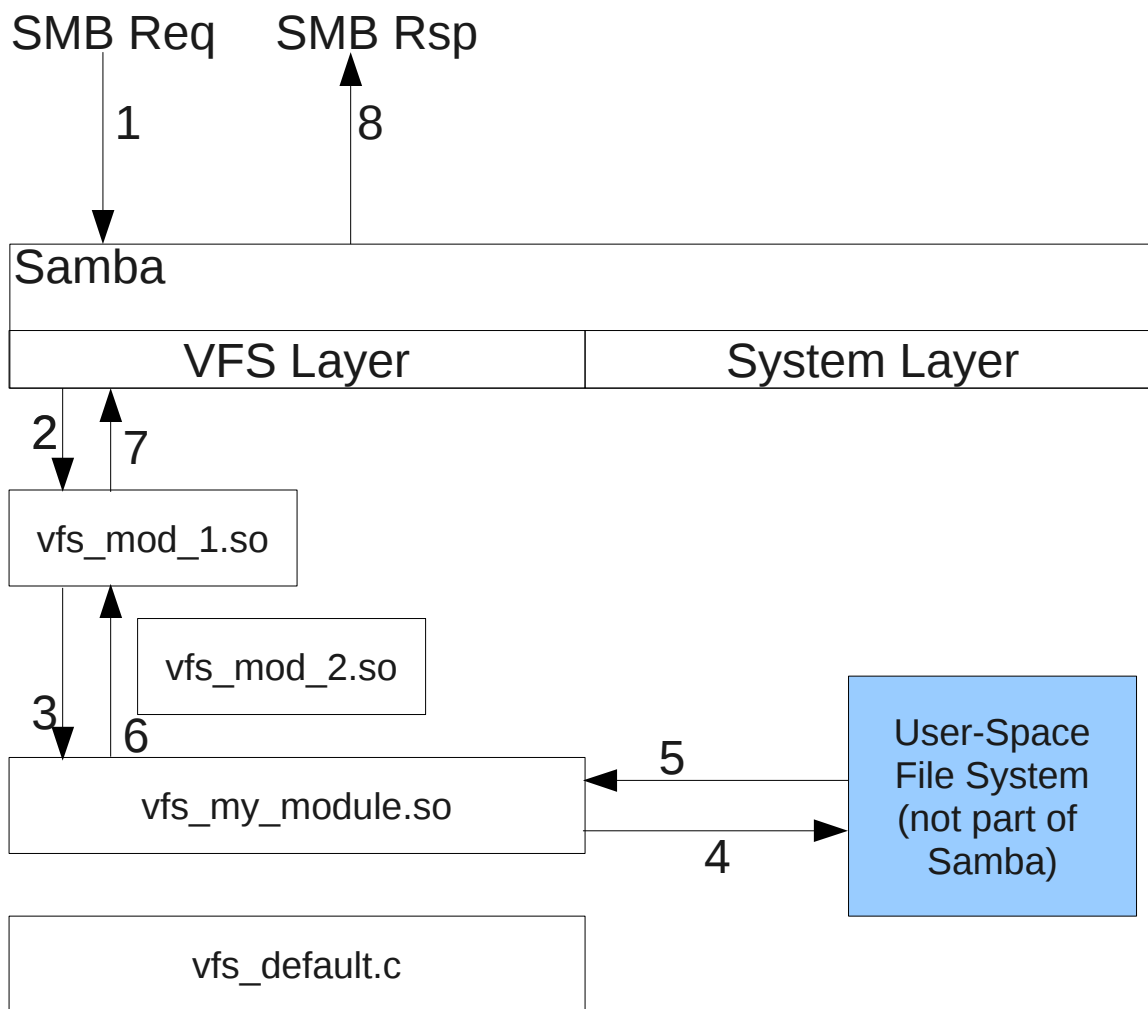 SMB Req SMB Rsp
1 8
Samba
VFS Layer System Layer
2 7
vfs_mod_1.so
vfs_mod_2.so
3 6
vfs_my_module.so
5
4
User-Space
File System
(not part of
Samba)
vfs_default.c